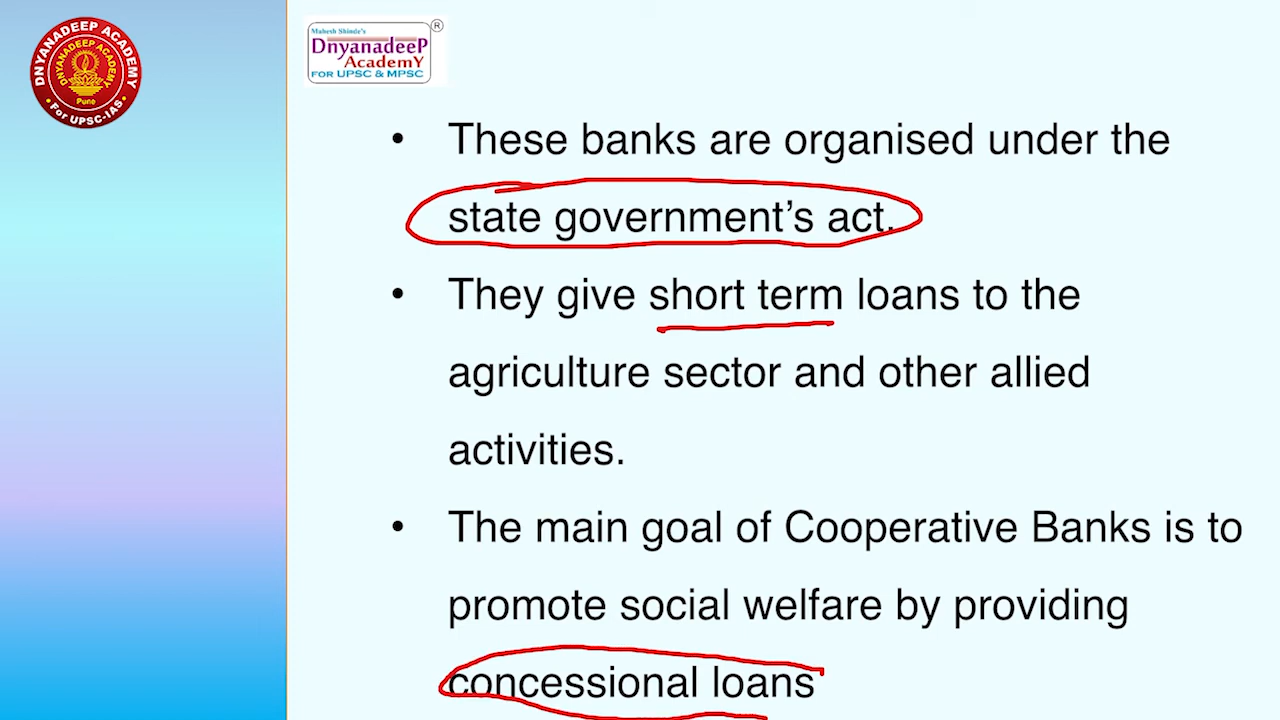 DNYANADEEP ACADEMY
DNYANADEEP ACADEMY
Pune
• For UPSC-IAS •
Mahesh Shinde's
DnyanadeeP
AcademY
FOR UPSC & MPSC
®
• These banks are organised under the
state government's act.
• They give short term loans to the
agriculture sector and other allied
activities.
• The main goal of Cooperative Banks is to
promote social welfare by providing
concessional loans